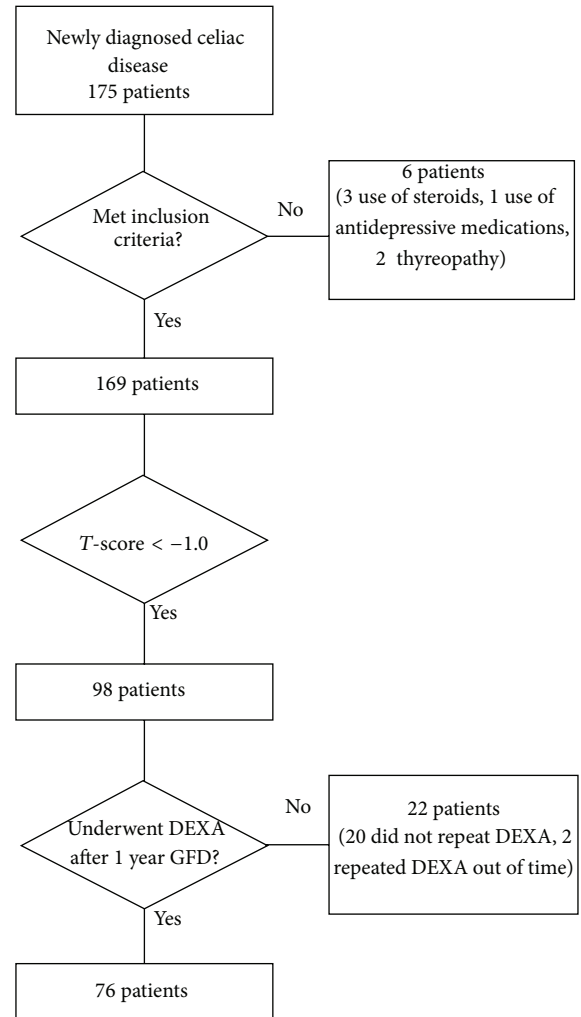 Newly diagnosed celiac
disease
175 patients
Met inclusion
criteria?
No
6 patients
(3 use of steroids, 1 use of
antidepressive medications,
2 thyreopathy)
Yes
169 patients
T-score < −1.0
Yes
98 patients
Underwent DEXA
after 1 year GFD?
No
22 patients
(20 did not repeat DEXA, 2
repeated DEXA out of time)
Yes
76 patients